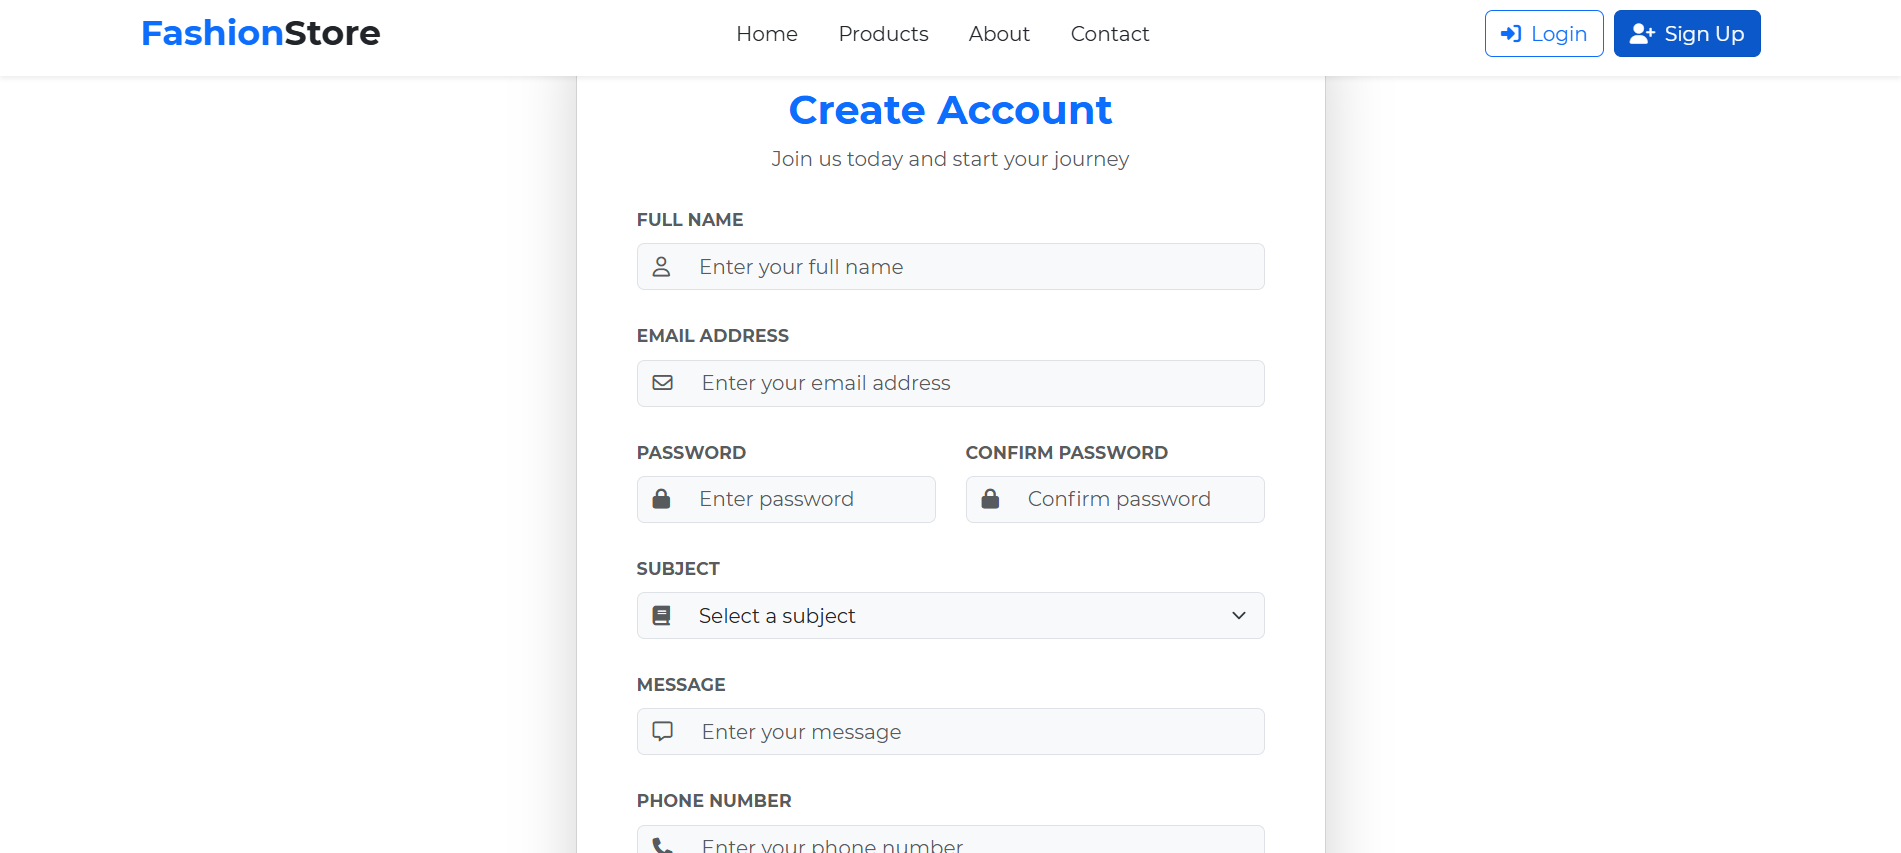 FashionStore
Home Products About Contact
Login Sign Up
Create Account
Join us today and start your journey
FULL NAME
Enter your full name
EMAIL ADDRESS
Enter your email address
PASSWORD CONFIRM PASSWORD
Enter password Confirm password
SUBJECT
Select a subject
MESSAGE
Enter your message
PHONE NUMBER
Enter your phone number